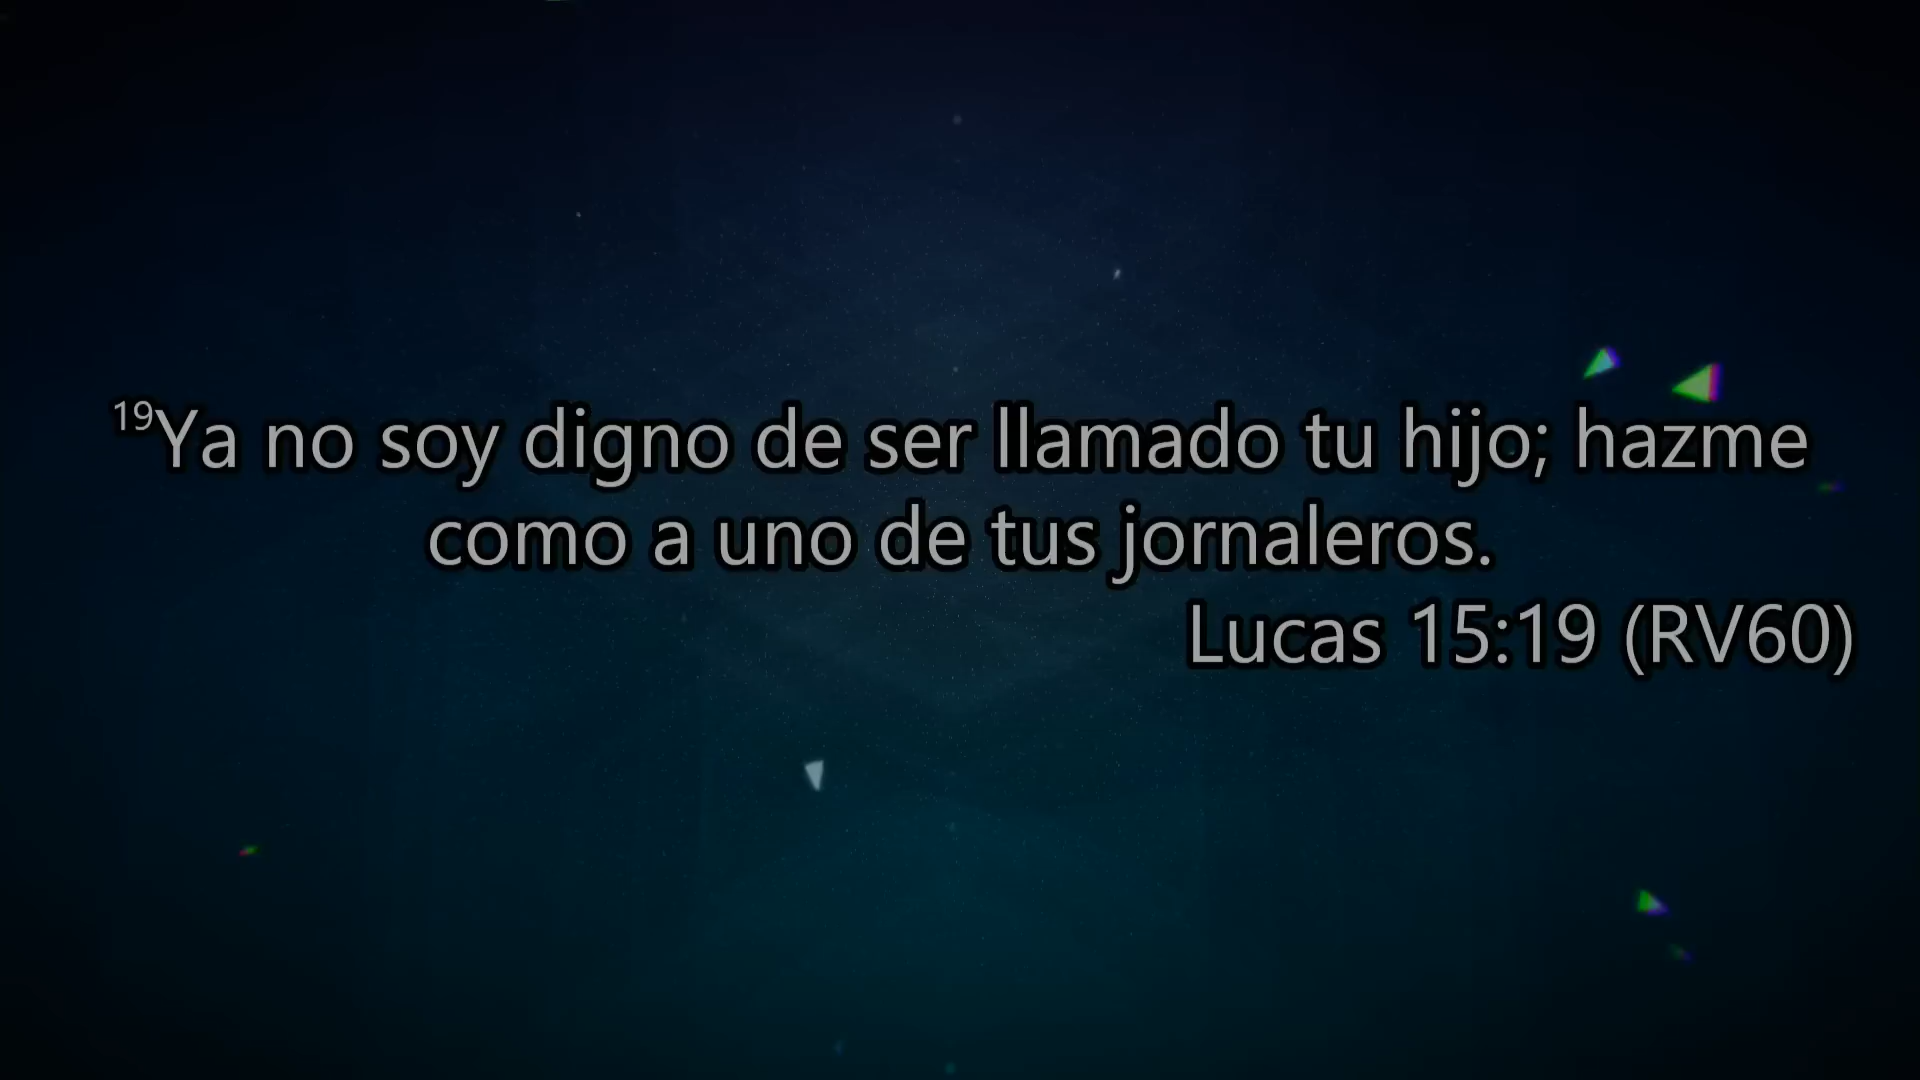 ¹⁹Ya no soy digno de ser llamado tu hijo; hazme
como a uno de tus jornaleros.
Lucas 15:19 (RV60)